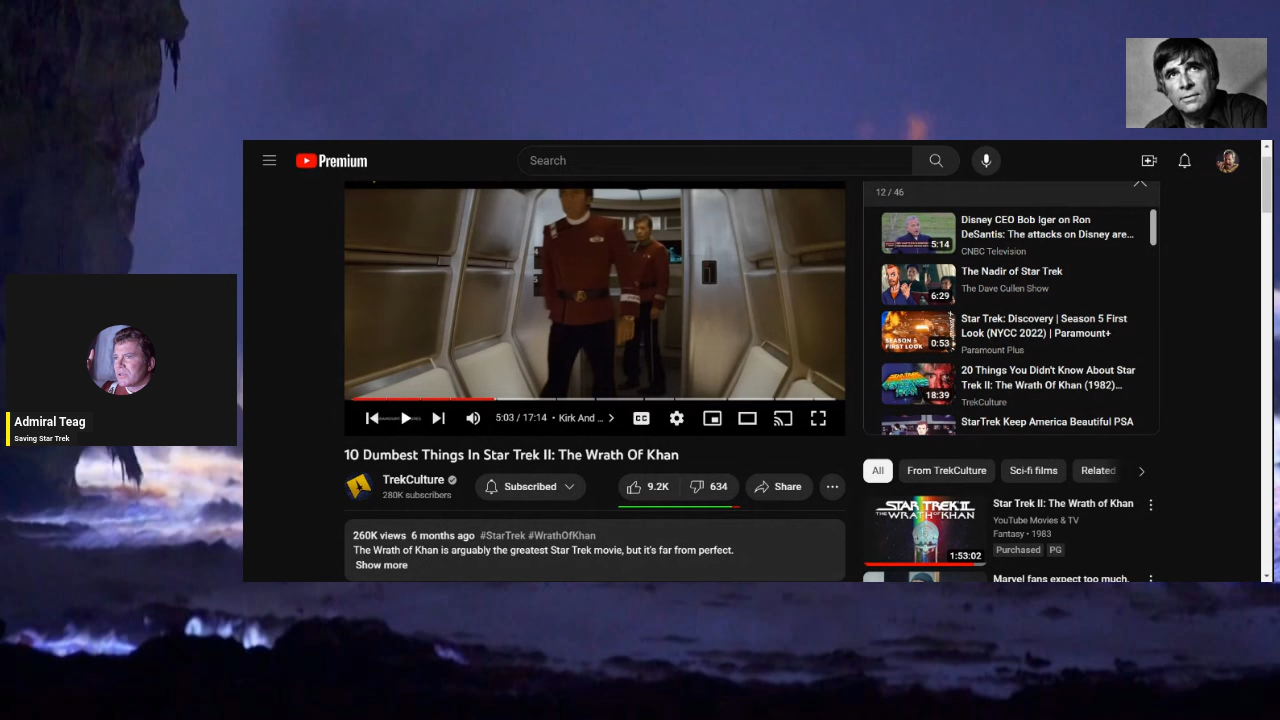 Premium
Search
12 / 46
Disney CEO Bob Iger on Ron
DeSantis: The attacks on Disney are...
CNBC Television
5:14
The Nadir of Star Trek
The Dave Cullen Show
6:29
Star Trek: Discovery | Season 5 First
Look (NYCC 2022) | Paramount+
Paramount Plus
SEASON 5
FIRST LOOK
0:53
20 Things You Didn't Know About Star
Trek II: The Wrath Of Khan (1982)...
TrekCulture
18:39
StarTrek Keep America Beautiful PSA
5:03 / 17:14 • Kirk And ...
CC
Admiral Teag
Saving Star Trek
10 Dumbest Things In Star Trek II: The Wrath Of Khan
TrekCulture
280K subscribers
Subscribed
9.2K
634
Share
All
From TrekCulture
Sci-fi films
Related
260K views 6 months ago #StarTrek #WrathOfKhan
The Wrath of Khan is arguably the greatest Star Trek movie, but it's far from perfect.
Show more
STAR TREK II
THE WRATH OF KHAN
1:53:02
Star Trek II: The Wrath of Khan
YouTube Movies & TV
Fantasy • 1983
Purchased PG
Marvel fans expect too much.